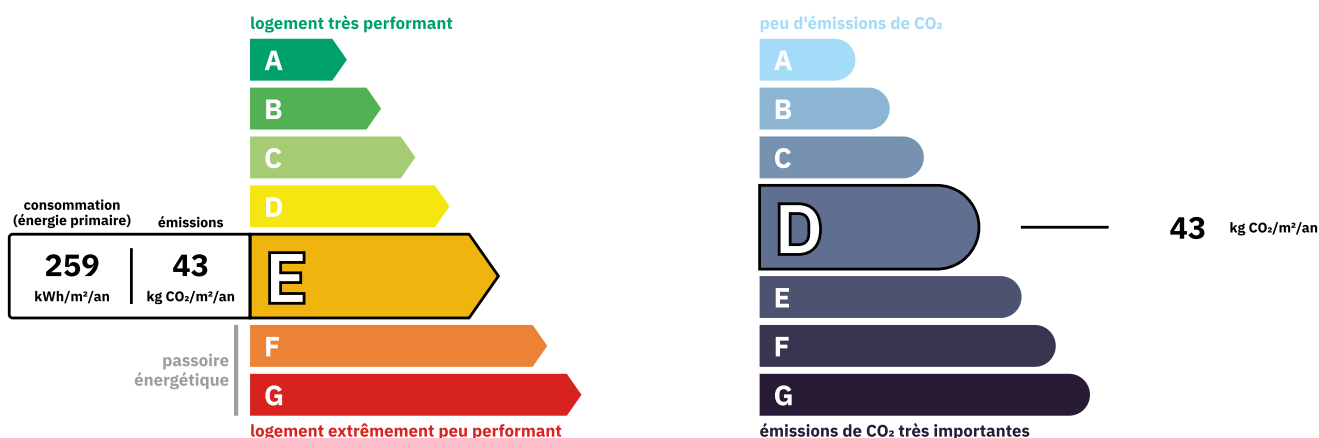 logement très performant
A
B
C
D
consommation
(énergie primaire)
émissions
259
kWh/m²/an
43
kg CO₂/m²/an
E
F
passoire
énergétique
G
logement extrêmement peu performant
peu d'émissions de CO₂
A
B
C
D
43 kg CO₂/m²/an
E
F
G
émissions de CO₂ très importantes